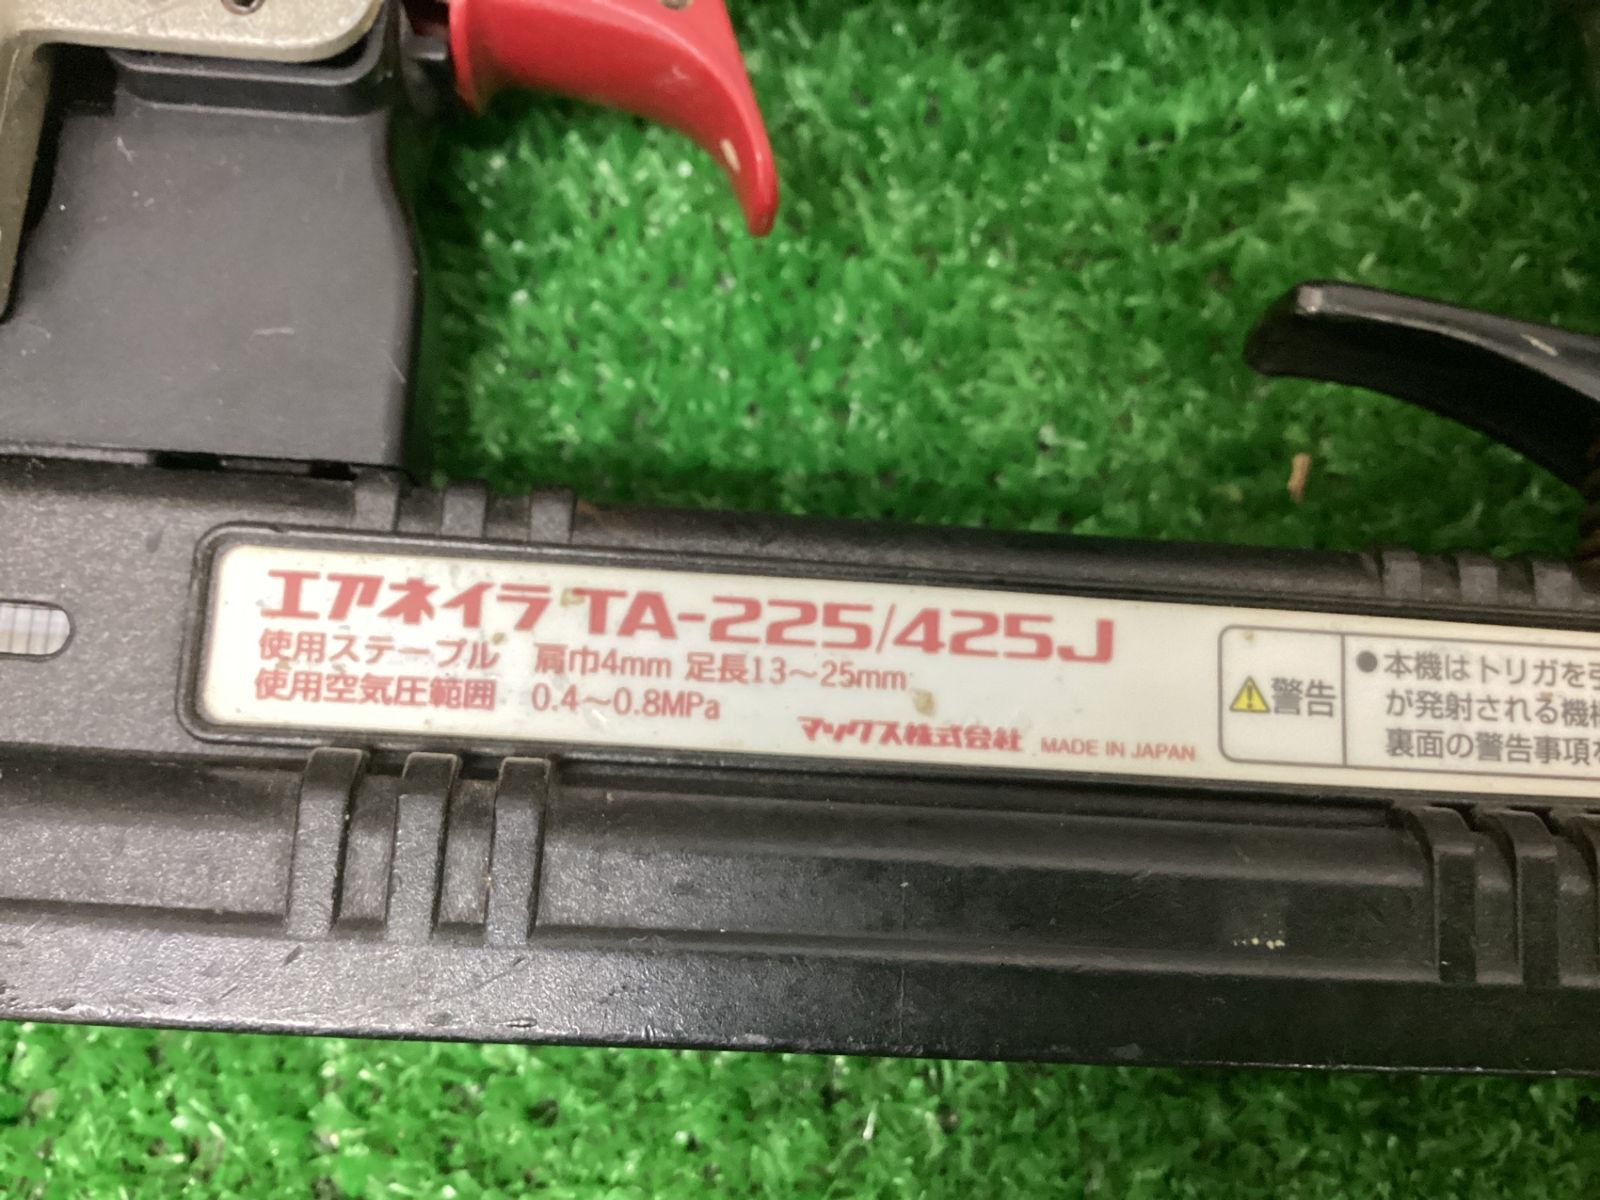 エアネイラ TA-225/425J
使用ステープル 肩巾4mm 足長13～25mm
使用空気圧範囲 0.4～0.8MPa
マックス株式会社 MADE IN JAPAN
警告
●本機はトリガを引
が発射される機構
裏面の警告事項を